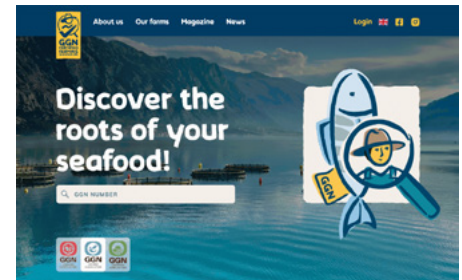 About us Our farms Magazine News Login
GGN
Discover the
roots of your
seafood!
GGN NUMBER
GGN
GGN GGN GGN